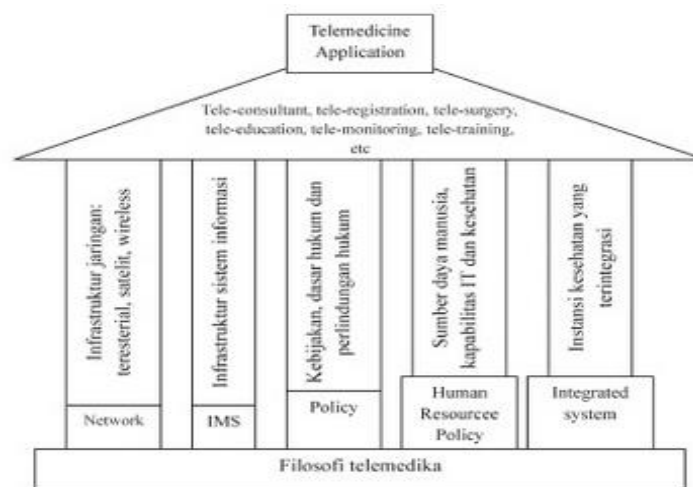 Telemedicine
Application
Tele-consultant, tele-registration, tele-surgery,
tele-education, tele-monitoring, tele-training,
etc
Infrastruktur jaringan:
teresterial, satelit, wireless
Network
Infrastruktur sistem informasi
IMS
Kebijakan, dasar hukum dan
perlindungan hukum
Policy
Sumber daya manusia,
kapabilitas IT dan kesehatan
Human
Resourcee
Policy
Instansi kesehatan yang
terintegrasi
Integrated
system
Filosofi telemedika